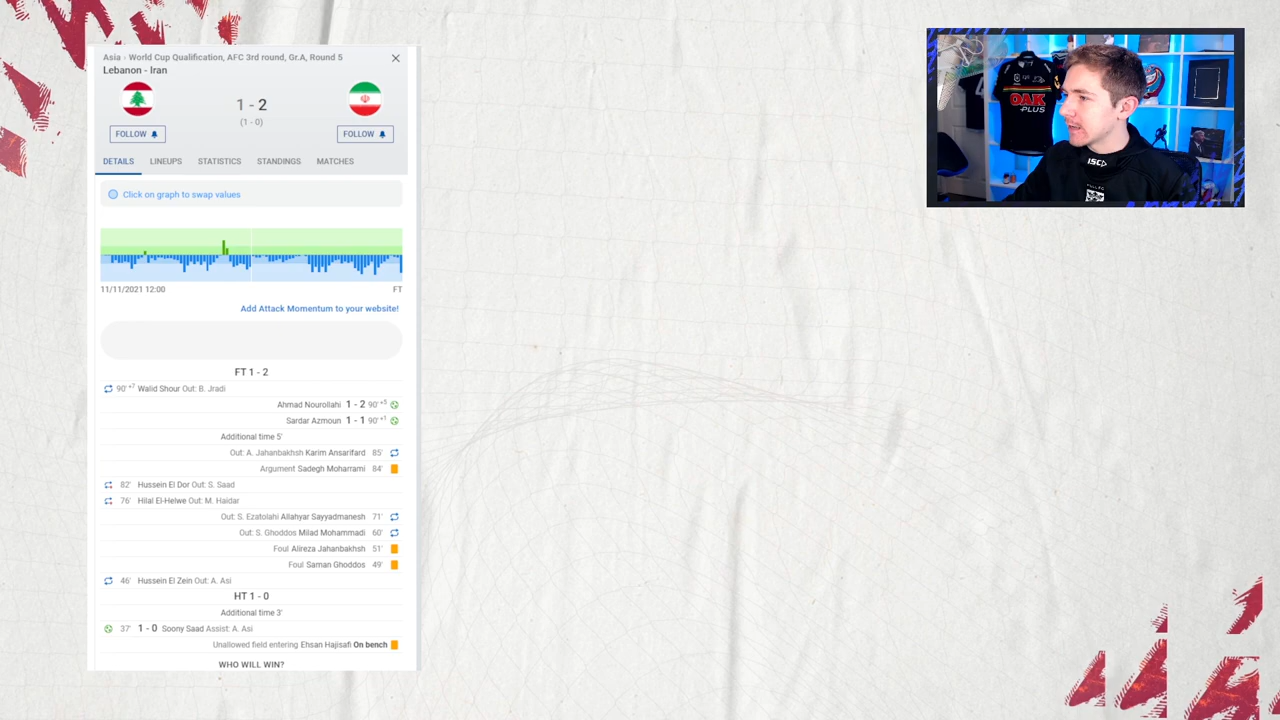 Asia › World Cup Qualification, AFC 3rd round, Gr.A, Round 5
Lebanon - Iran
1 - 2
(1 - 0)
FOLLOW
FOLLOW
DETAILS
LINEUPS
STATISTICS
STANDINGS
MATCHES
Click on graph to swap values
11/11/2021 12:00
FT
Add Attack Momentum to your website!
FT 1 - 2
90' +7 Walid Shour Out: B. Jradi
Ahmad Nourollahi 1 - 2 90' +5
Sardar Azmoun 1 - 1 90' +1
Additional time 5'
Out: A. Jahanbakhsh Karim Ansarifard 85'
Argument Sadegh Moharrami 84'
82' Hussein El Dor Out: S. Saad
76' Hilal El-Helwe Out: M. Haidar
Out: S. Ezatolahi Allahyar Sayyadmanesh 71'
Out: S. Ghoddos Milad Mohammadi 60'
Foul Alireza Jahanbakhsh 51'
Foul Saman Ghoddos 49'
46' Hussein El Zein Out: A. Asi
HT 1 - 0
Additional time 3'
37' 1 - 0 Soony Saad Assist: A. Asi
Unallowed field entering Ehsan Hajisafi On bench
WHO WILL WIN?
OAK
PLUS
ISC